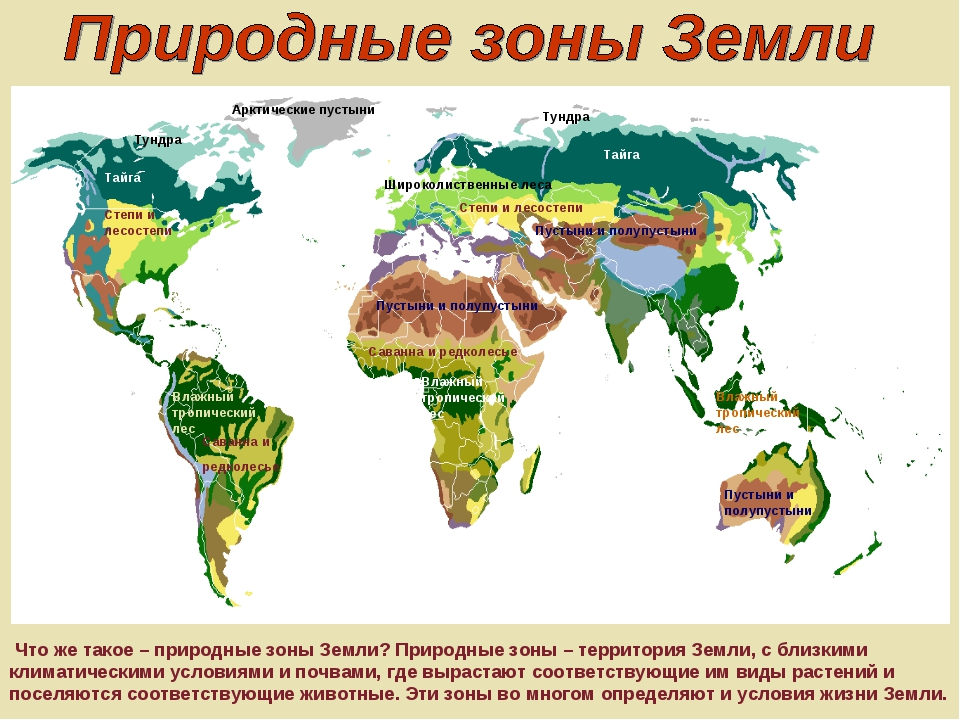 Природные зоны Земли
Арктические пустыни
Тундра
Тундра
Тайга
Тайга
Широколиственные леса
Степи и
лесостепи
Степи и лесостепи
Пустыни и полупустыни
Пустыни и полупустыни
Саванна и редколесье
Влажный
тропический
лес
Влажный
тропический
лес
Влажный
тропический
лес
Саванна и
редколесье
Пустыни и
полупустыни
Что же такое – природные зоны Земли? Природные зоны – территория Земли, с близкими
климатическими условиями и почвами, где вырастают соответствующие им виды растений и
поселяются соответствующие животные. Эти зоны во многом определяют и условия жизни Земли.